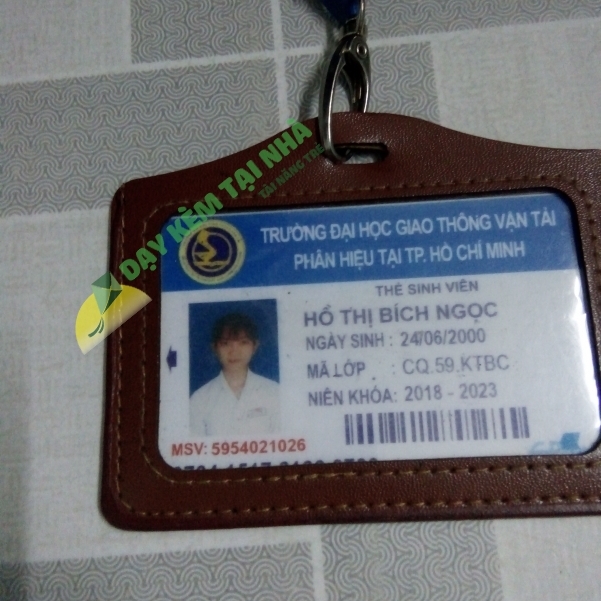 DẠY KÈM TẠI NHÀ
TÀI NĂNG TRẺ
TRƯỜNG ĐẠI HỌC GIAO THÔNG VẬN TẢI
PHÂN HIỆU TẠI TP. HỒ CHÍ MINH
THẺ SINH VIÊN
HỒ THỊ BÍCH NGỌC
NGÀY SINH : 24/06/2000
MÃ LỚP : CQ.59.KTBC
NIÊN KHÓA: 2018 - 2023
MSV: 5954021026